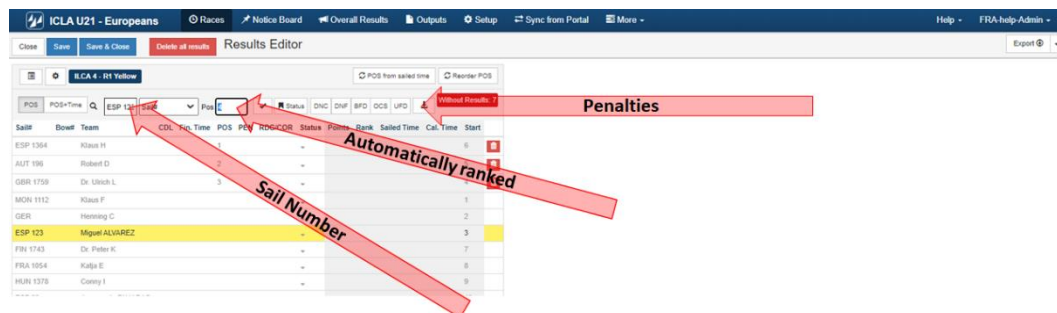 ICLA U21 - Europeans Races Notice Board Overall Results Outputs Setup Sync from Portal More Help FRA-help-Admin
Close Save Save & Close Delete all results Results Editor Export
ILCA 4 - R1 Yellow POS from sailed time Reorder POS
POS POS+Time ESP 123 Pos 4 Status DNC DNF BFD OCS UFD Without Results: 7
Penalties
Sail# Bow# Team CDL Fin. Time POS PEN RDG/COR Status Points Rank Sailed Time Cal. Time Start
ESP 1364 Klaus H 1 6
Automatically ranked
AUT 196 Robert D 2
GBR 1759 Dr. Ulrich L 3
Sail Number
MON 1112 Klaus F 1
GER Henning C 2
ESP 123 Miguel ALVAREZ 3
FIN 1743 Dr. Peter K 7
FRA 1054 Katja E 8
HUN 1378 Conny I 9